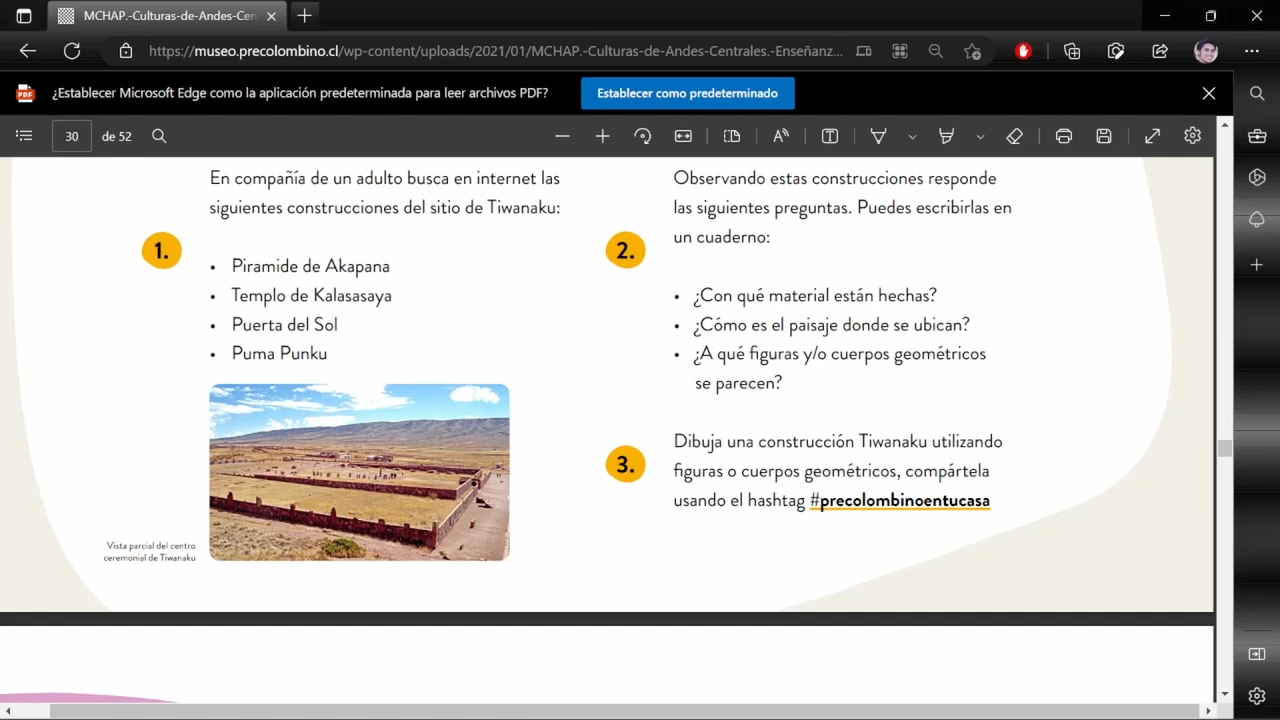 MCHAP.-Culturas-de-Andes-Cen
https://museo.precolombino.cl/wp-content/uploads/2021/01/MCHAP.-Culturas-de-Andes-Centrales.-Enseñanz...
PDF
¿Establecer Microsoft Edge como la aplicación predeterminada para leer archivos PDF?
Establecer como predeterminado
30 de 52
En compañía de un adulto busca en internet las
siguientes construcciones del sitio de Tiwanaku:
1.
• Piramide de Akapana
• Templo de Kalasasaya
• Puerta del Sol
• Puma Punku
Vista parcial del centro
ceremonial de Tiwanaku
Observando estas construcciones responde
las siguientes preguntas. Puedes escribirlas en
un cuaderno:
2.
• ¿Con qué material están hechas?
• ¿Cómo es el paisaje donde se ubican?
• ¿A qué figuras y/o cuerpos geométricos
se parecen?
3.
Dibuja una construcción Tiwanaku utilizando
figuras o cuerpos geométricos, compártela
usando el hashtag #precolombinoentucasa